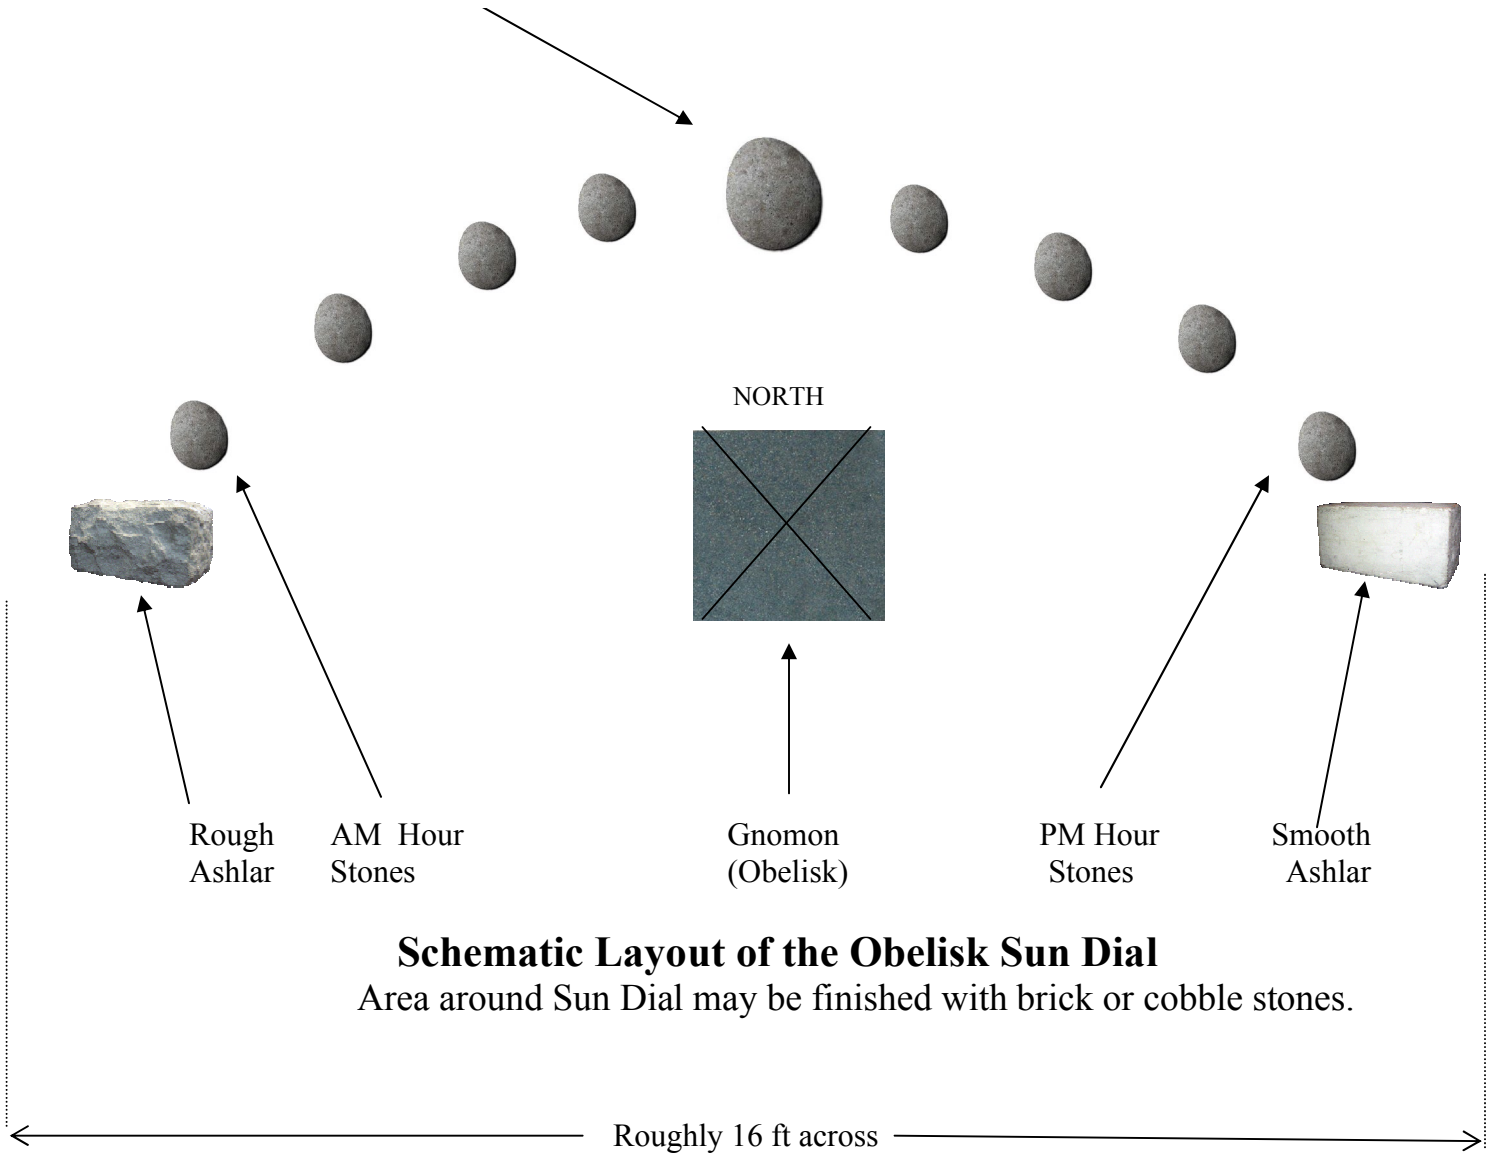 NORTH
Rough
Ashlar
AM Hour
Stones
Gnomon
(Obelisk)
PM Hour
Stones
Smooth
Ashlar
Schematic Layout of the Obelisk Sun Dial
Area around Sun Dial may be finished with brick or cobble stones.
Roughly 16 ft across